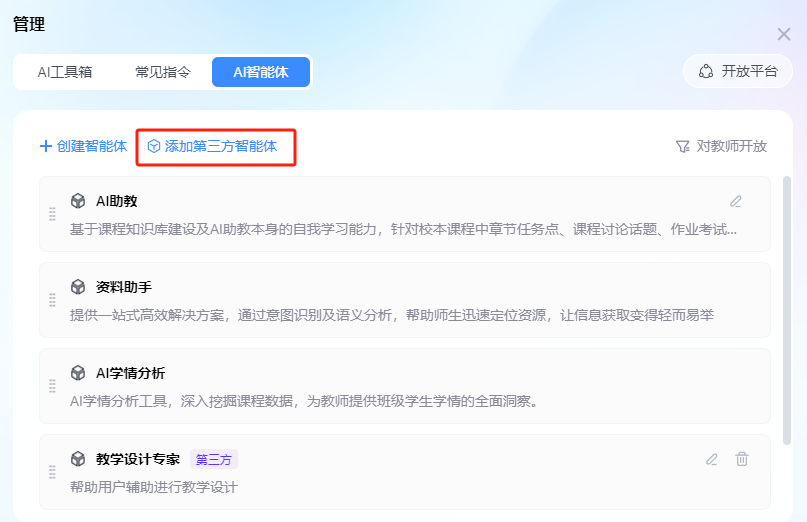 管理
AI工具箱 常见指令 AI智能体 开放平台
创建智能体 添加第三方智能体 对教师开放
AI助教
基于课程知识库建设及AI助教本身的自我学习能力，针对校本课程中章节任务点、课程讨论话题、作业考试...
资料助手
提供一站式高效解决方案，通过意图识别及语义分析，帮助师生迅速定位资源，让信息获取变得轻而易举
AI学情分析
AI学情分析工具，深入挖掘课程数据，为教师提供班级学生学情的全面洞察。
教学设计专家 第三方
帮助用户辅助进行教学设计